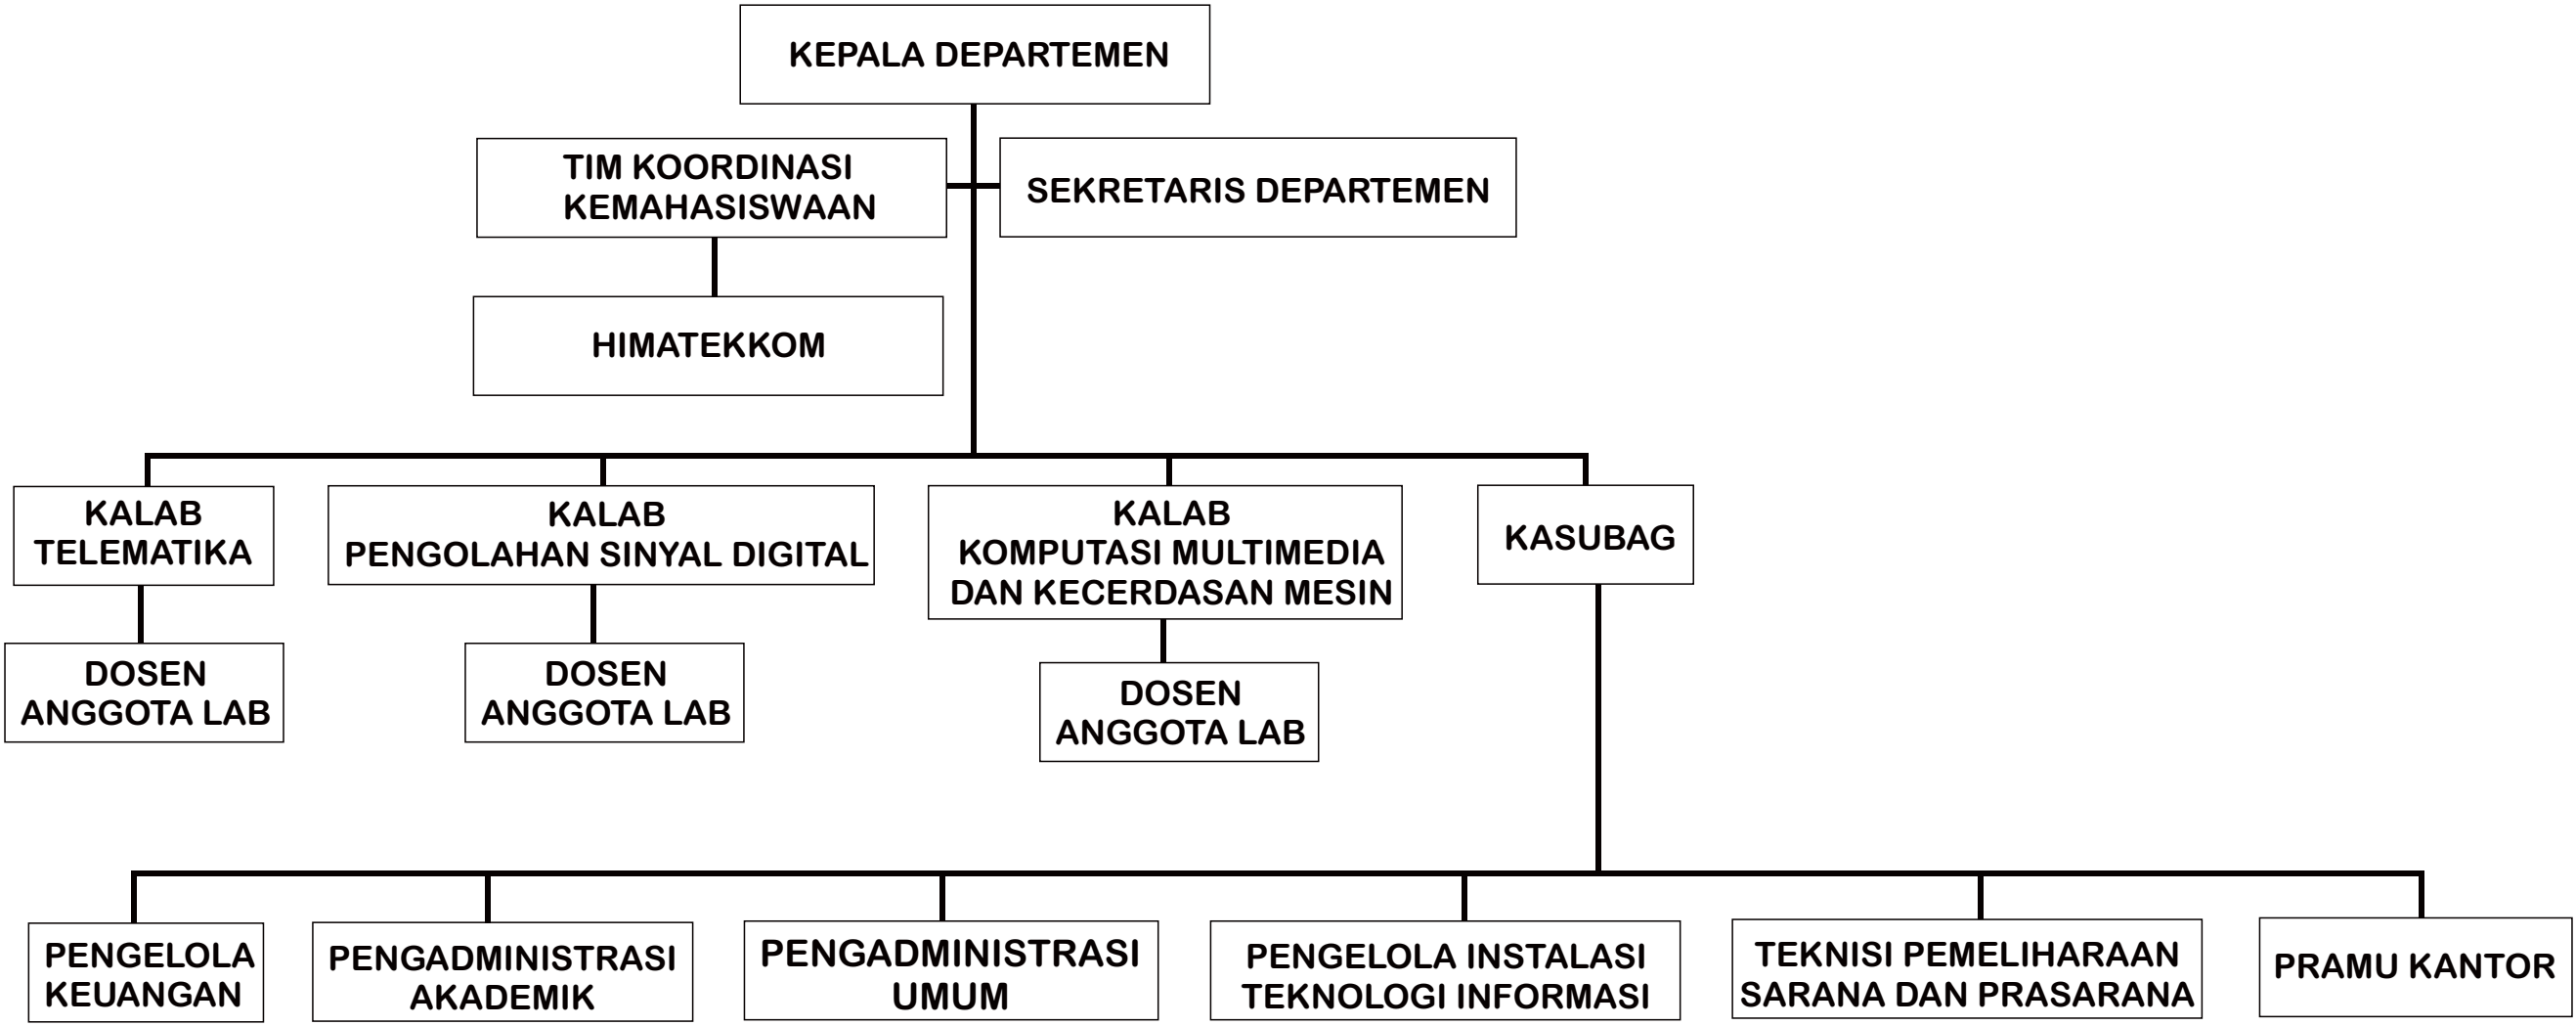 KEPALA DEPARTEMEN
TIM KOORDINASI
KEMAHASISWAAN
SEKRETARIS DEPARTEMEN
HIMATEKKOM
KALAB
TELEMATIKA
KALAB
PENGOLAHAN SINYAL DIGITAL
KALAB
KOMPUTASI MULTIMEDIA
DAN KECERDASAN MESIN
KASUBAG
DOSEN
ANGGOTA LAB
DOSEN
ANGGOTA LAB
DOSEN
ANGGOTA LAB
PENGELOLA
KEUANGAN
PENGADMINISTRASI
AKADEMIK
PENGADMINISTRASI
UMUM
PENGELOLA INSTALASI
TEKNOLOGI INFORMASI
TEKNISI PEMELIHARAAN
SARANA DAN PRASARANA
PRAMU KANTOR